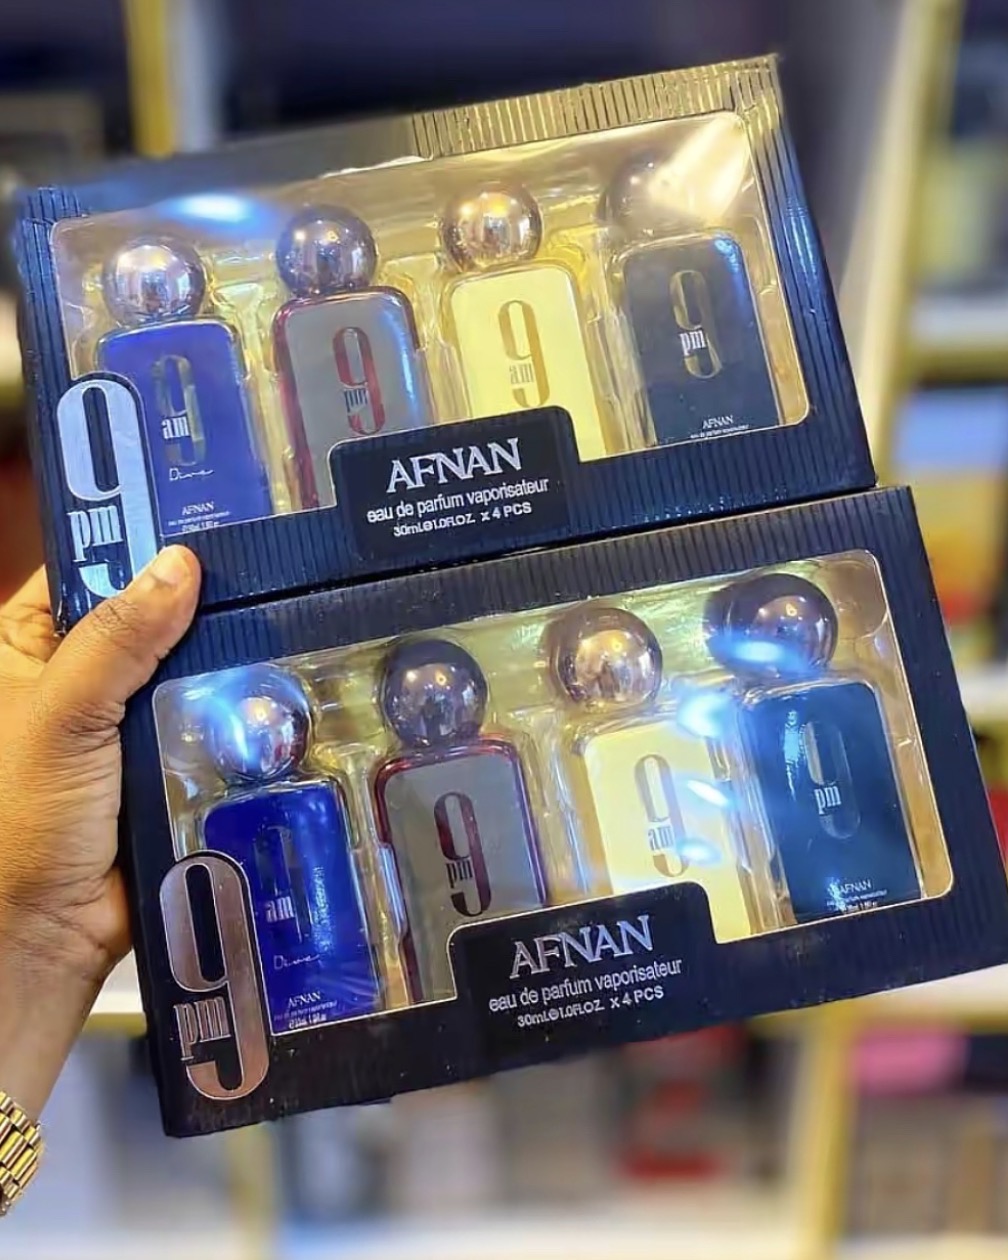 9
am
Dive
AFNAN
9
pm
9
am
9
pm
AFNAN
9
pm
AFNAN
eau de parfum vaporisateur
30ml.℮1.0FL.OZ. X 4 PCS
9
am
Dive
AFNAN
9
pm
9
am
9
pm
AFNAN
9
pm
AFNAN
eau de parfum vaporisateur
30ml.℮1.0FL.OZ. X 4 PCS